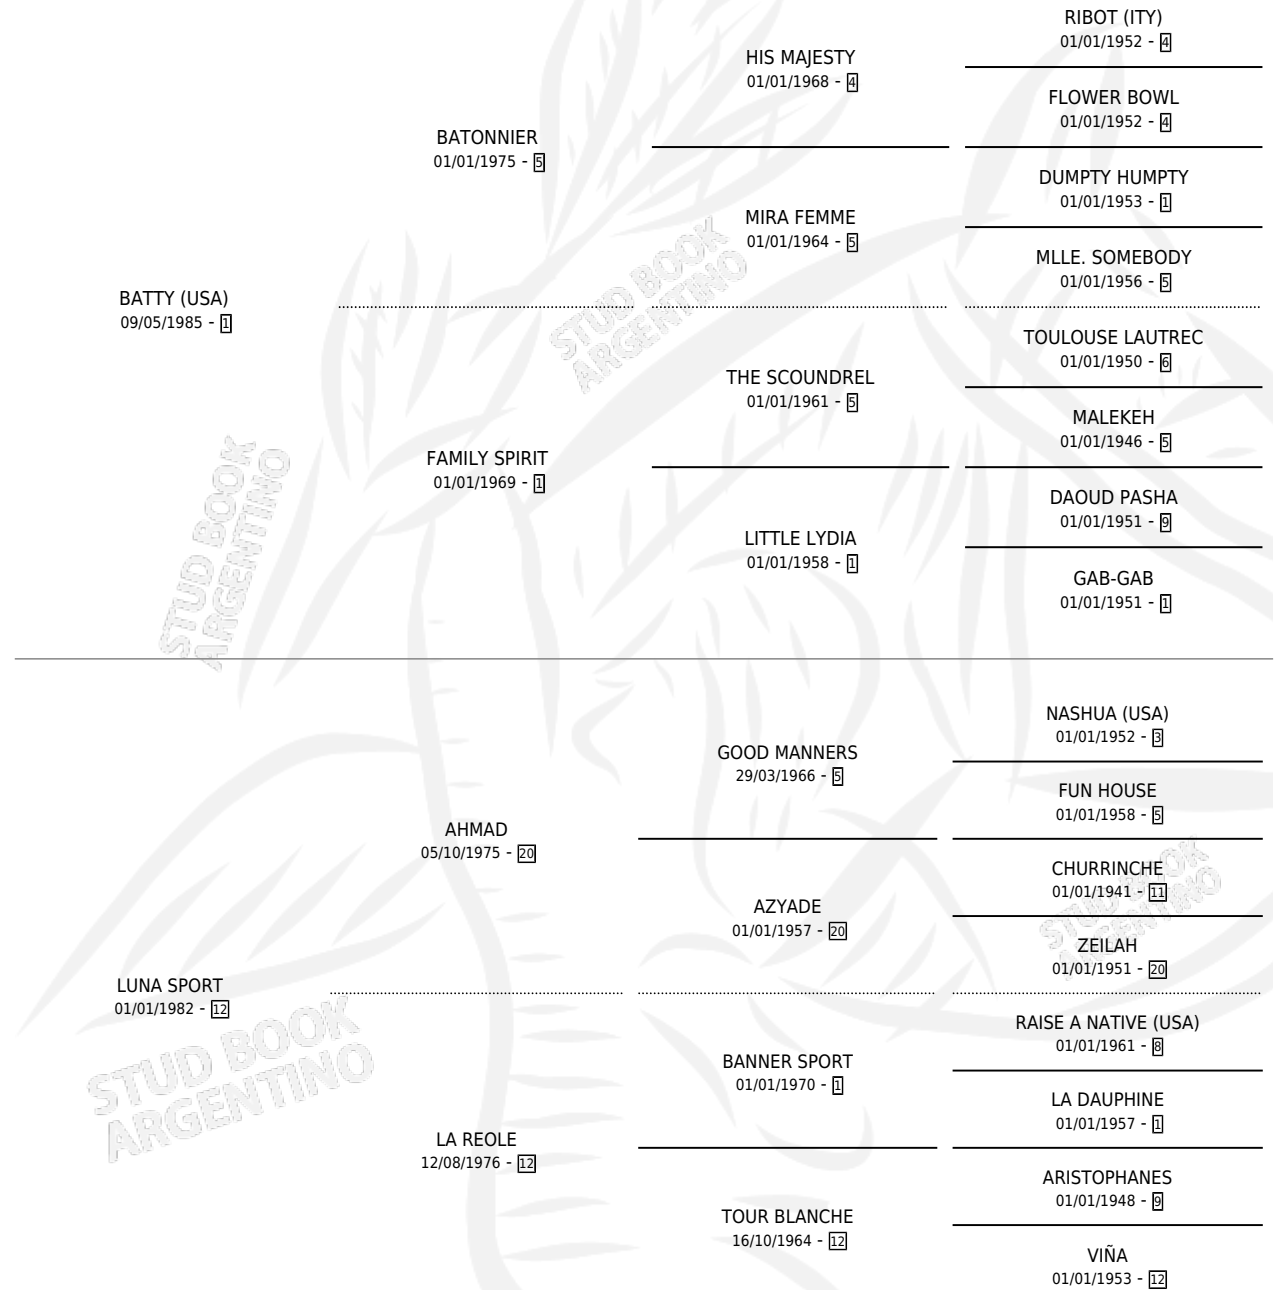 RIBOT (ITY)
01/01/1952 - 4
HIS MAJESTY
01/01/1968 - 4
FLOWER BOWL
01/01/1952 - 4
BATONNIER
01/01/1975 - 5
DUMPTY HUMPTY
01/01/1953 - 1
MIRA FEMME
01/01/1964 - 5
MLLE. SOMEBODY
01/01/1956 - 5
BATTY (USA)
09/05/1985 - 1
TOULOUSE LAUTREC
01/01/1950 - 6
THE SCOUNDREL
01/01/1961 - 5
MALEKEH
01/01/1946 - 5
FAMILY SPIRIT
01/01/1969 - 1
DAOUD PASHA
01/01/1951 - 9
LITTLE LYDIA
01/01/1958 - 1
GAB-GAB
01/01/1951 - 1
STUD BOOK
ARGENTINO
STUD BOOK
ARGENTINO
NASHUA (USA)
01/01/1952 - 3
GOOD MANNERS
29/03/1966 - 5
FUN HOUSE
01/01/1958 - 5
AHMAD
05/10/1975 - 20
CHURRINCHE
01/01/1941 - 11
AZYADE
01/01/1957 - 20
ZEILAH
01/01/1951 - 20
STUD BOOK
ARGENTINO
LUNA SPORT
01/01/1982 - 12
RAISE A NATIVE (USA)
01/01/1961 - 8
BANNER SPORT
01/01/1970 - 1
LA DAUPHINE
01/01/1957 - 1
STUD BOOK
ARGENTINO
LA REOLE
12/08/1976 - 12
ARISTOPHANES
01/01/1948 - 9
TOUR BLANCHE
16/10/1964 - 12
VIÑA
01/01/1953 - 12